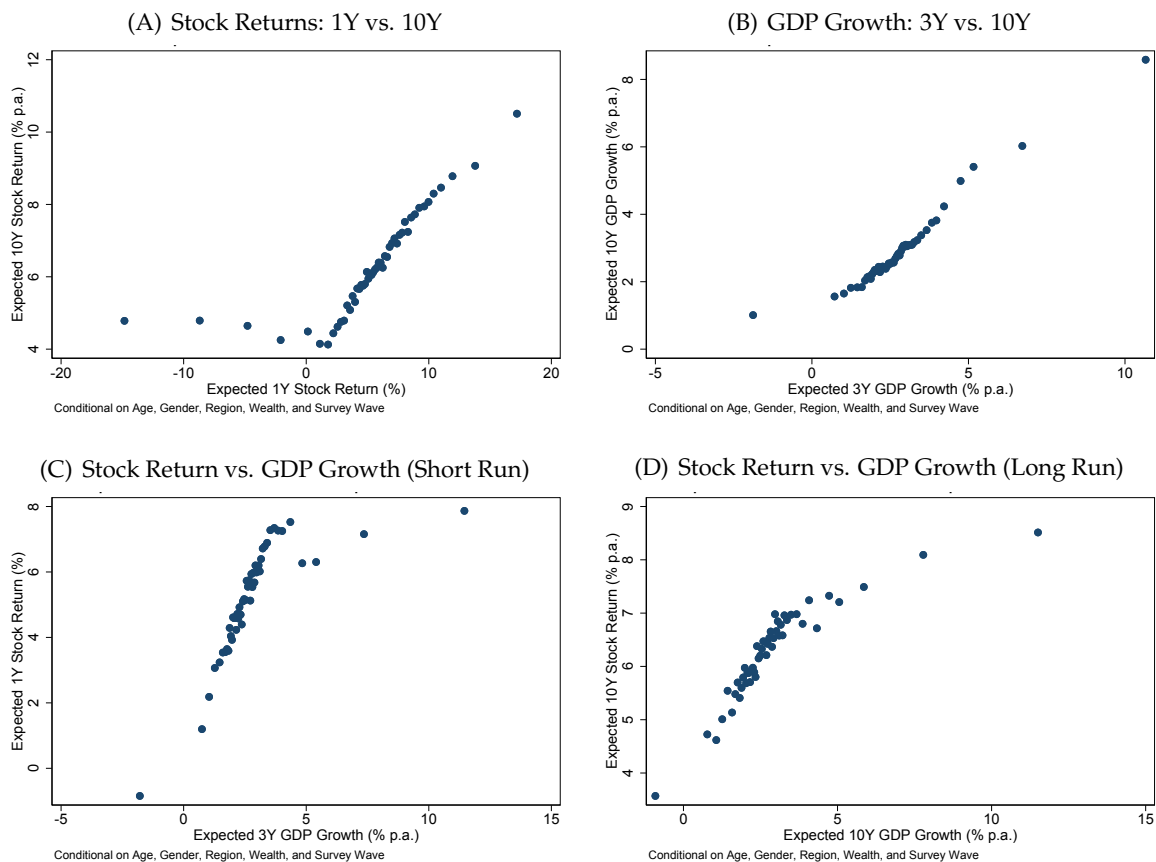 (A) Stock Returns: 1Y vs. 10Y
Expected 10Y Stock Return (% p.a.)
12
10
8
6
4
-20 -10 0 10 20
Expected 1Y Stock Return (%)
Conditional on Age, Gender, Region, Wealth, and Survey Wave
(B) GDP Growth: 3Y vs. 10Y
Expected 10Y GDP Growth (% p.a.)
8
6
4
2
0
-5 0 5 10
Expected 3Y GDP Growth (% p.a.)
Conditional on Age, Gender, Region, Wealth, and Survey Wave
(C) Stock Return vs. GDP Growth (Short Run)
Expected 1Y Stock Return (%)
8
6
4
2
0
-5 0 5 10 15
Expected 3Y GDP Growth (% p.a.)
Conditional on Age, Gender, Region, Wealth, and Survey Wave
(D) Stock Return vs. GDP Growth (Long Run)
Expected 10Y Stock Return (% p.a.)
9
8
7
6
5
4
0 5 10 15
Expected 10Y GDP Growth (% p.a.)
Conditional on Age, Gender, Region, Wealth, and Survey Wave